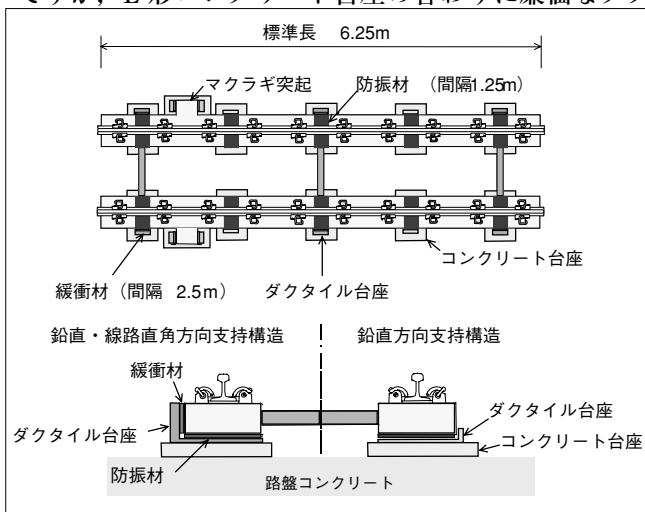 標準長 6.25m
マクラギ突起
防振材 (間隔1.25m)
コンクリート台座
緩衝材 (間隔 2.5m)
ダクタイル台座
鉛直・線路直角方向支持構造
鉛直方向支持構造
緩衝材
ダクタイル台座
ダクタイル台座
コンクリート台座
防振材
路盤コンクリート